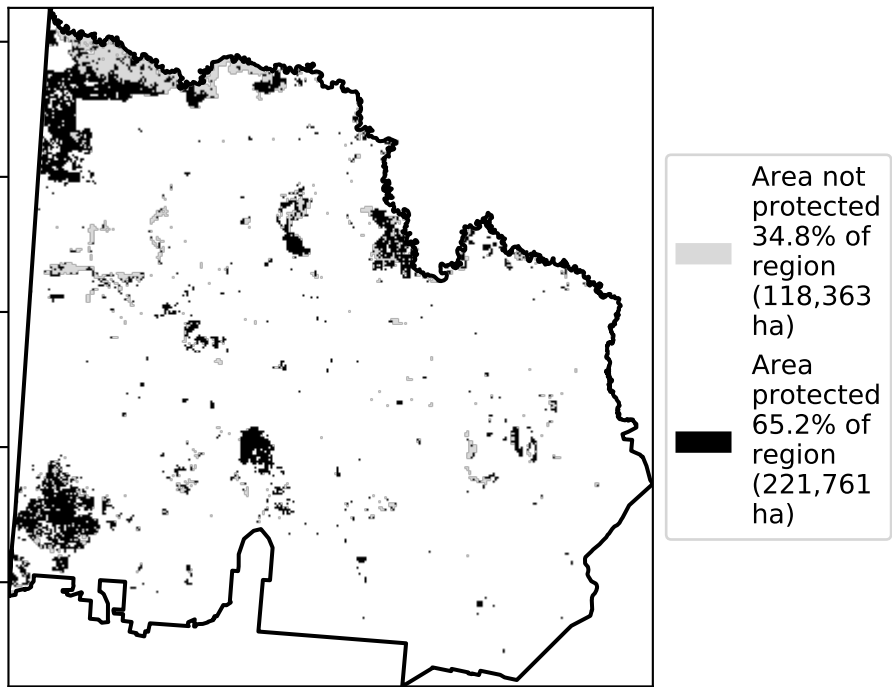 Area not
protected
34.8% of
region
(118,363
ha)
Area
protected
65.2% of
region
(221,761
ha)